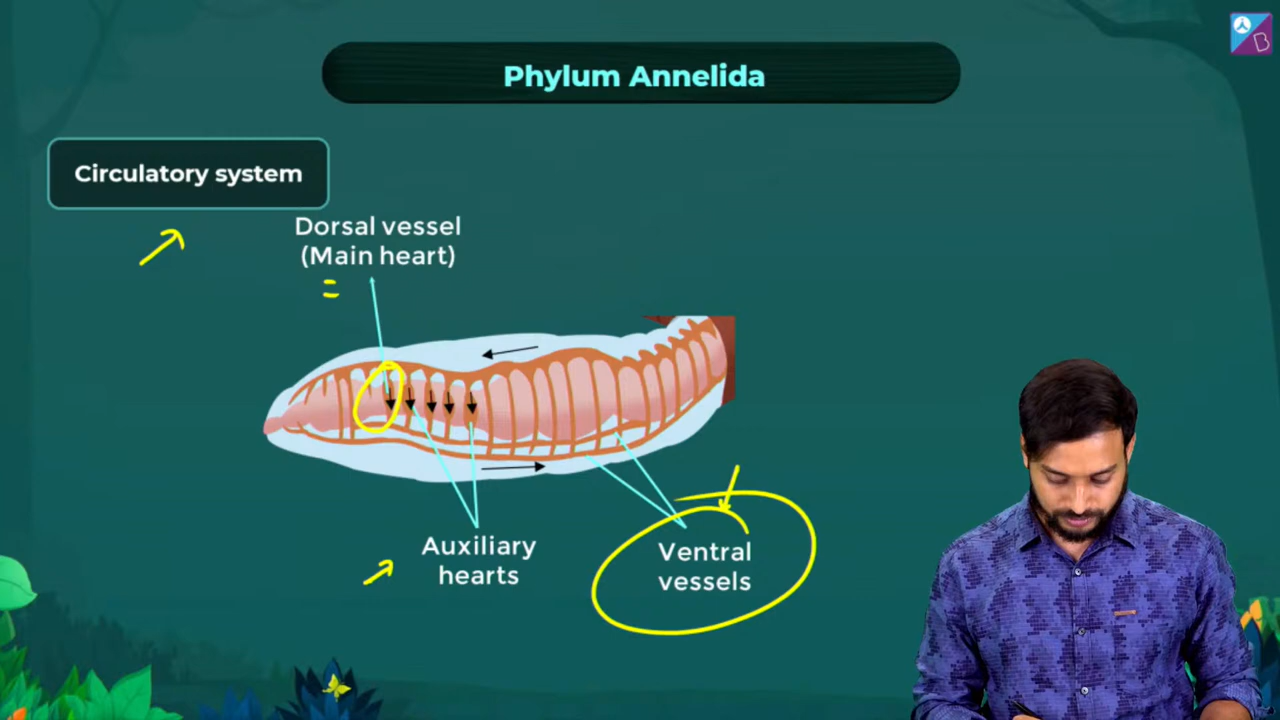 Phylum Annelida
Circulatory system
Dorsal vessel
(Main heart)
Auxiliary
hearts
Ventral
vessels
B